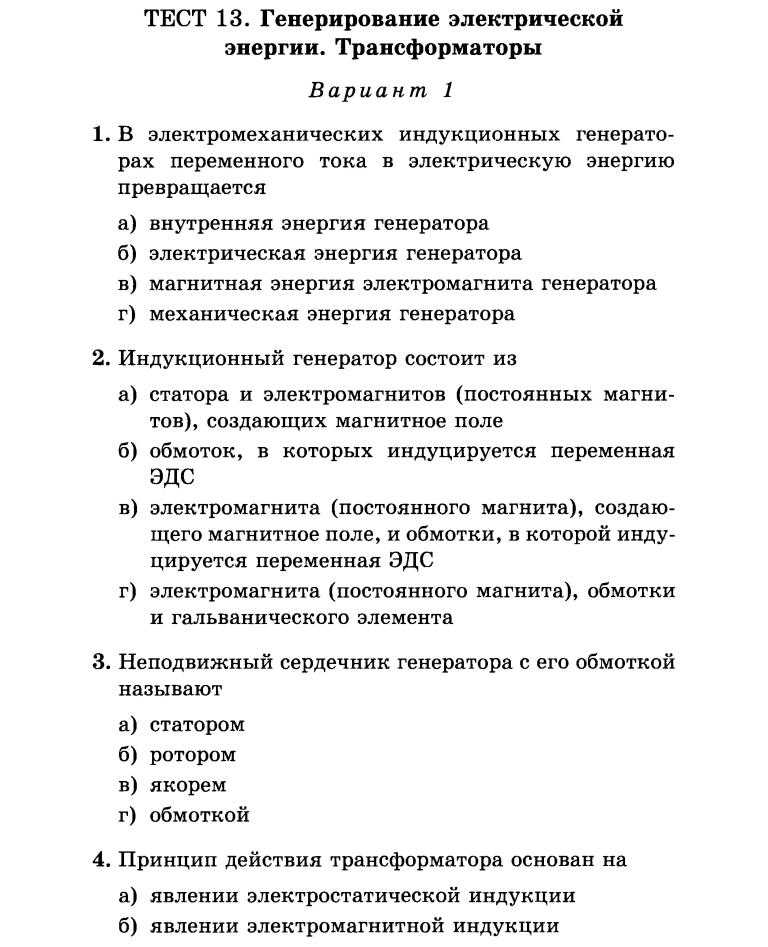 ТЕСТ 13. Генерирование электрической
энергии. Трансформаторы
Вариант 1
1. В электромеханических индукционных генерато-
рах переменного тока в электрическую энергию
превращается
а) внутренняя энергия генератора
б) электрическая энергия генератора
в) магнитная энергия электромагнита генератора
г) механическая энергия генератора
2. Индукционный генератор состоит из
а) статора и электромагнитов (постоянных магни-
тов), создающих магнитное поле
б) обмоток, в которых индуцируется переменная
ЭДС
в) электромагнита (постоянного магнита), создаю-
щего магнитное поле, и обмотки, в которой инду-
цируется переменная ЭДС
г) электромагнита (постоянного магнита), обмотки
и гальванического элемента
3. Неподвижный сердечник генератора с его обмоткой
называют
а) статором
б) ротором
в) якорем
г) обмоткой
4. Принцип действия трансформатора основан на
а) явлении электростатической индукции
б) явлении электромагнитной индукции